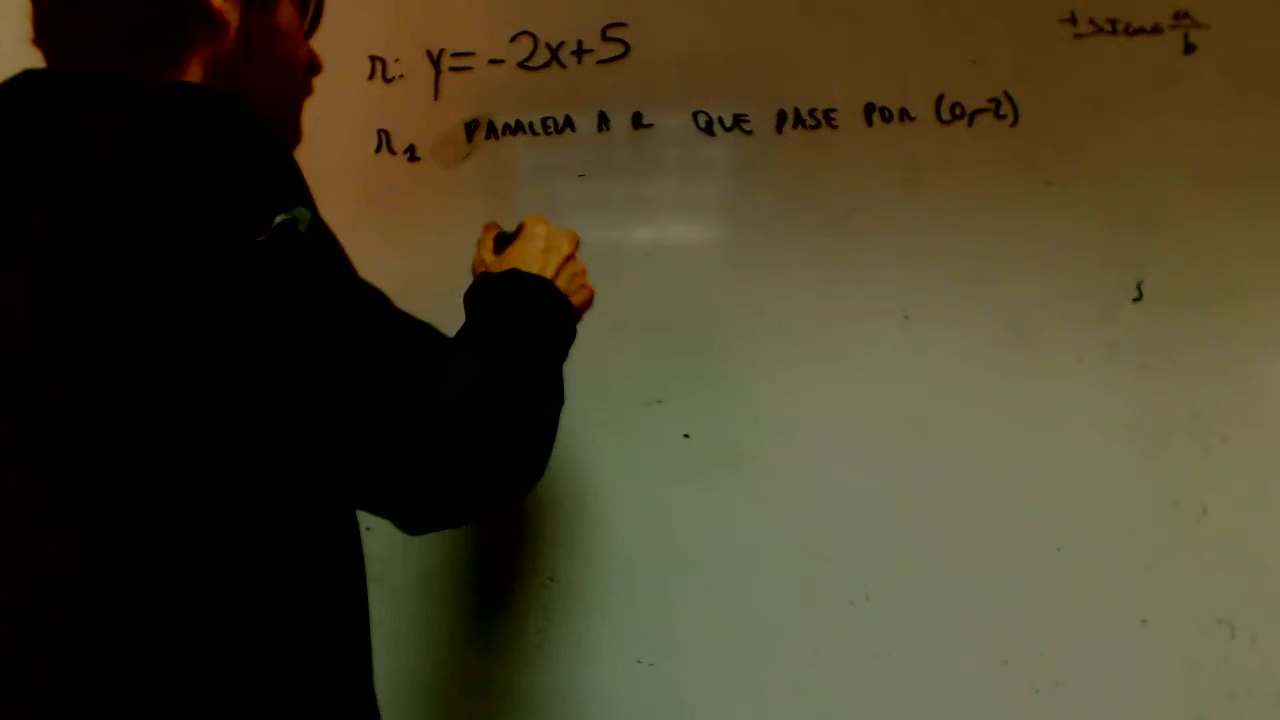 r: y=-2x+5
r1 PARALELA A R QUE PASE POR (0,-2)